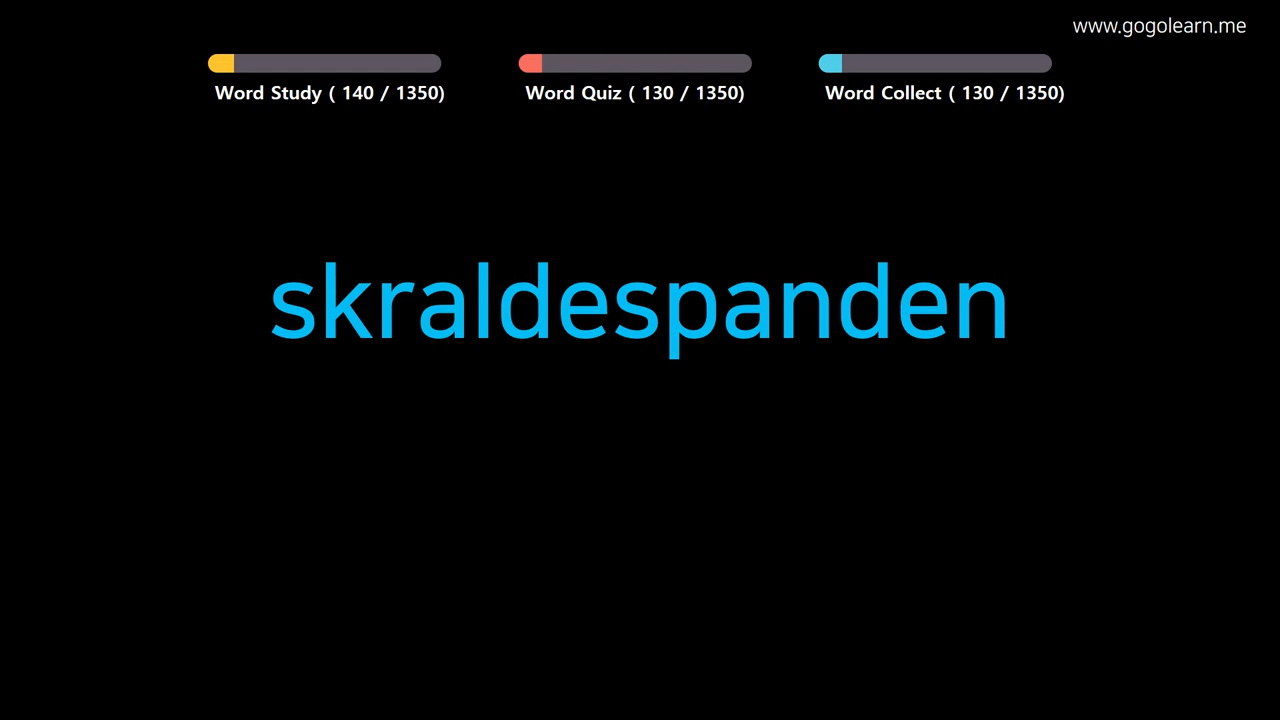 www.gogolearn.me
Word Study ( 140 / 1350)
Word Quiz ( 130 / 1350)
Word Collect ( 130 / 1350)
skraldespanden